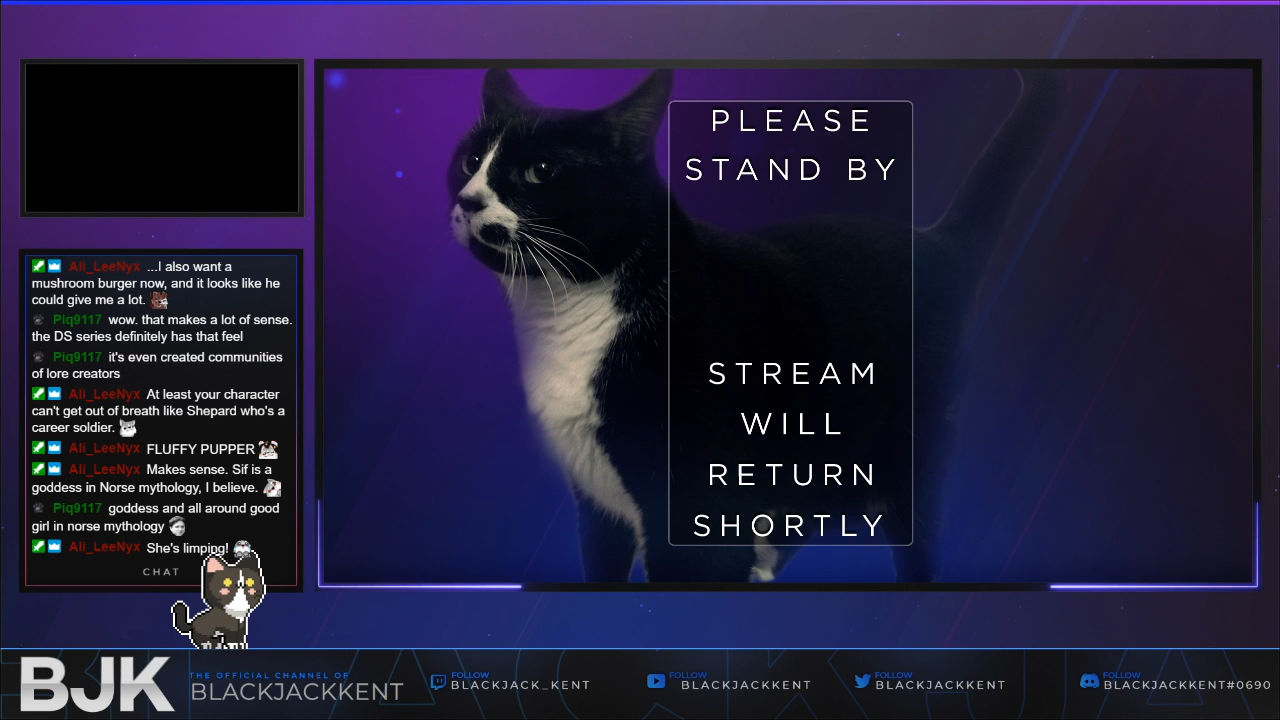 PLEASE
STAND BY
STREAM
WILL
RETURN
SHORTLY
Ali_LeeNyx ...I also want a
mushroom burger now, and it looks like he
could give me a lot.
Piq9117 wow. that makes a lot of sense.
the DS series definitely has that feel
Piq9117 it's even created communities
of lore creators
Ali_LeeNyx At least your character
can't get out of breath like Shepard who's a
career soldier.
Ali_LeeNyx FLUFFY PUPPER
Ali_LeeNyx Makes sense. Sif is a
goddess in Norse mythology, I believe.
Piq9117 goddess and all around good
girl in norse mythology
Ali_LeeNyx She's limping!
CHAT
BJK
THE OFFICIAL CHANNEL OF
BLACKJACKKENT
FOLLOW
BLACKJACK_KENT
FOLLOW
BLACKJACKKENT
FOLLOW
BLACKJACKKENT
FOLLOW
BLACKJACKKENT#0690